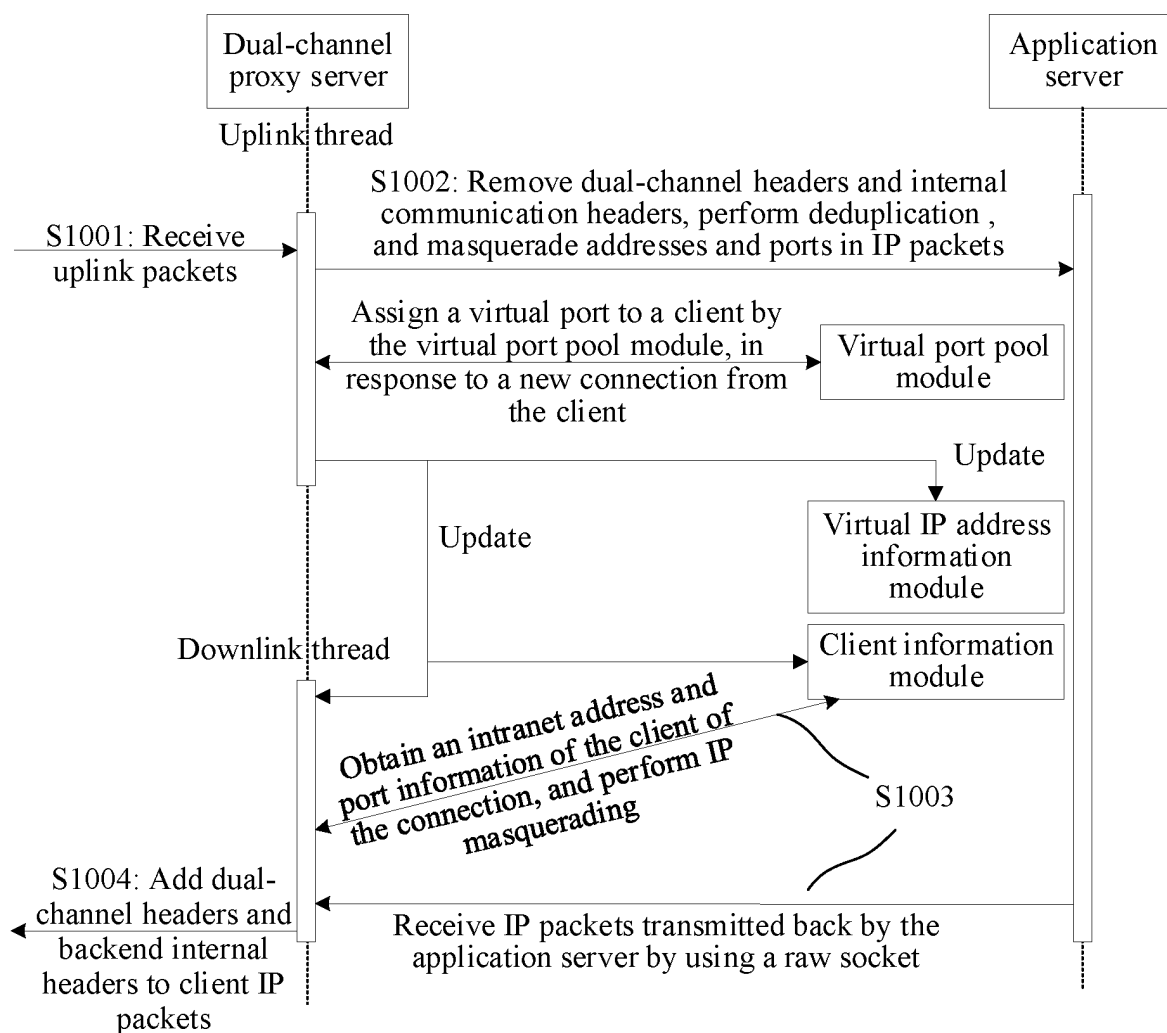 Dual-channel
proxy server
Application
server
Uplink thread
S1002: Remove dual-channel headers and internal
communication headers, perform deduplication ,
and masquerade addresses and ports in IP packets
S1001: Receive
uplink packets
Assign a virtual port to a client by
the virtual port pool module, in
response to a new connection from
the client
Virtual port pool
module
Update
Update
Virtual IP address
information
module
Downlink thread
Client information
module
Obtain an intranet address and
port information of the client of
the connection, and perform IP
masquerading
S1003
S1004: Add dual-
channel headers and
backend internal
headers to client IP
packets
Receive IP packets transmitted back by the
application server by using a raw socket